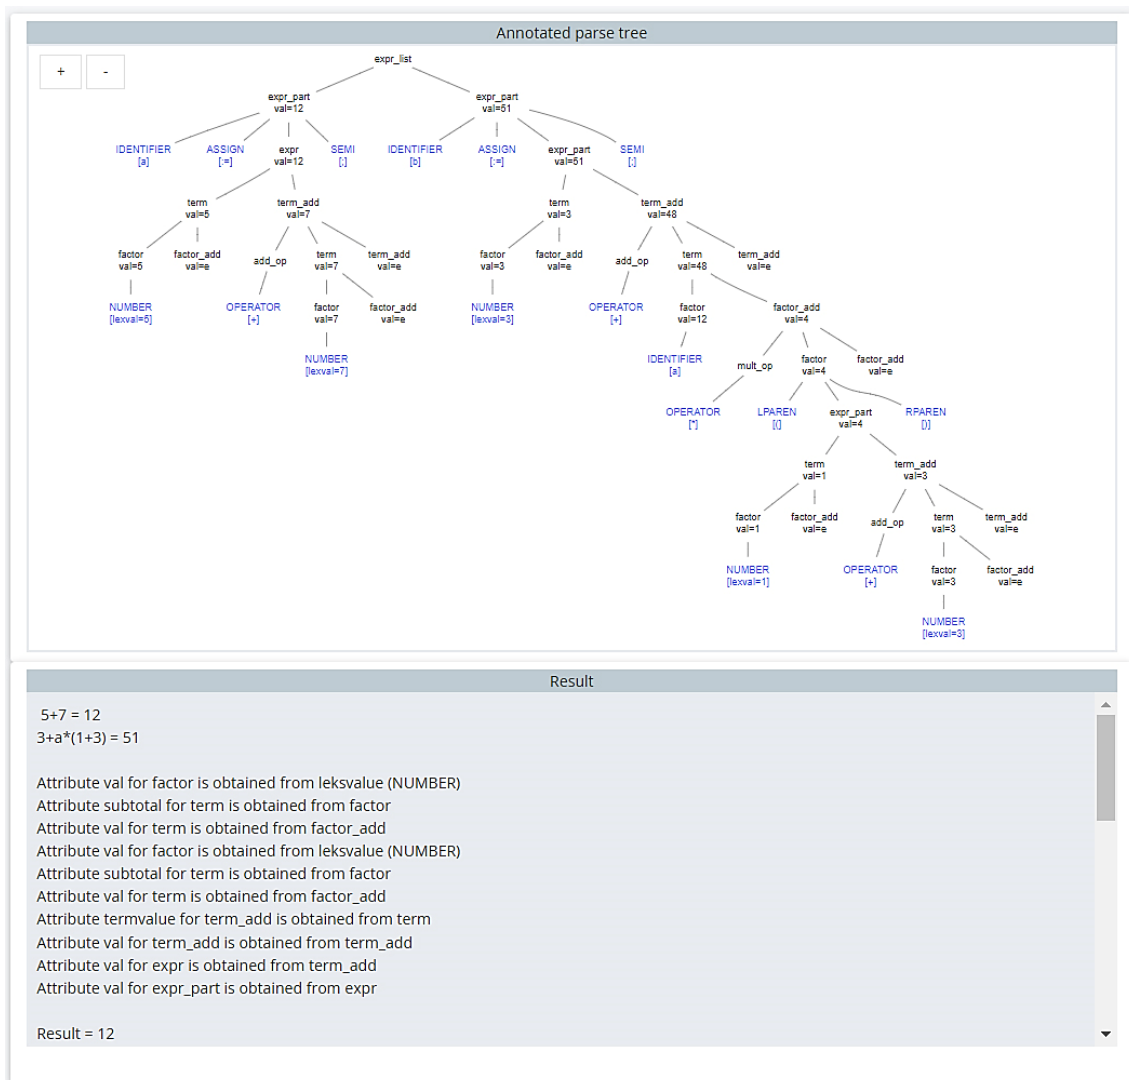 Annotated parse tree
+ -
expr_list
expr_part expr_part
val=12 val=51
IDENTIFIER ASSIGN expr SEMI IDENTIFIER ASSIGN expr_part SEMI
[a] [:=] val=12 [;] [b] [:=] val=51 [;]
term term_add term term_add
val=5 val=7 val=3 val=48
factor factor_add add_op term term_add factor factor_add add_op term term_add
val=5 val=e val=7 val=e val=3 val=e val=48 val=e
NUMBER OPERATOR factor factor_add NUMBER OPERATOR factor factor_add
[lexval=5] [+] val=7 val=e [lexval=3] [+] val=12 val=4
NUMBER IDENTIFIER mult_op factor factor_add
[lexval=7] [a] val=4 val=e
OPERATOR LPAREN expr_part RPAREN
[*] [(] val=4 [)]
term term_add
val=1 val=3
factor factor_add add_op term term_add
val=1 val=e val=3 val=e
NUMBER OPERATOR factor factor_add
[lexval=1] [+] val=3 val=e
NUMBER
[lexval=3]
Result
5+7 = 12
3+a*(1+3) = 51
Attribute val for factor is obtained from leksvalue (NUMBER)
Attribute subtotal for term is obtained from factor
Attribute val for term is obtained from factor_add
Attribute val for factor is obtained from leksvalue (NUMBER)
Attribute subtotal for term is obtained from factor
Attribute val for term is obtained from factor_add
Attribute termvalue for term_add is obtained from term
Attribute val for term_add is obtained from term_add
Attribute val for expr is obtained from term_add
Attribute val for expr_part is obtained from expr
Result = 12